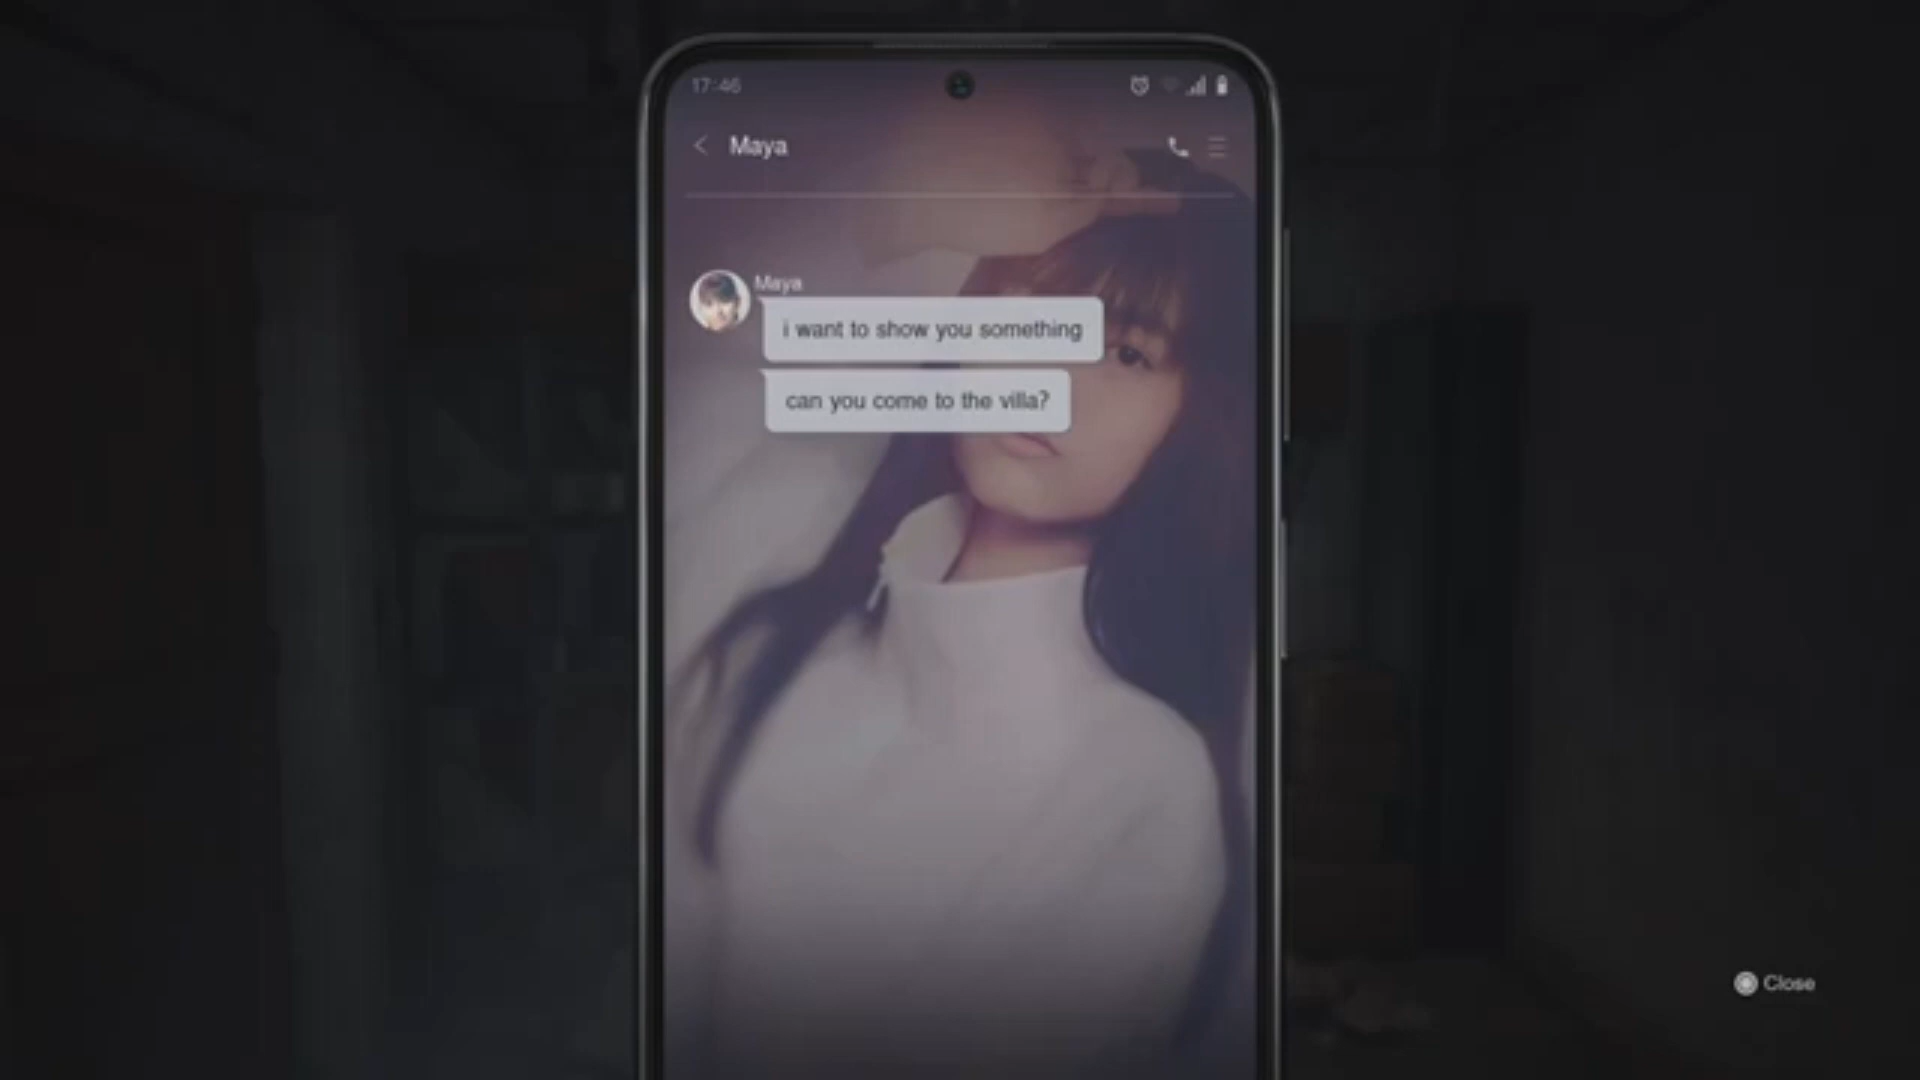 17:46
Maya
Maya
i want to show you something
can you come to the villa?
Close